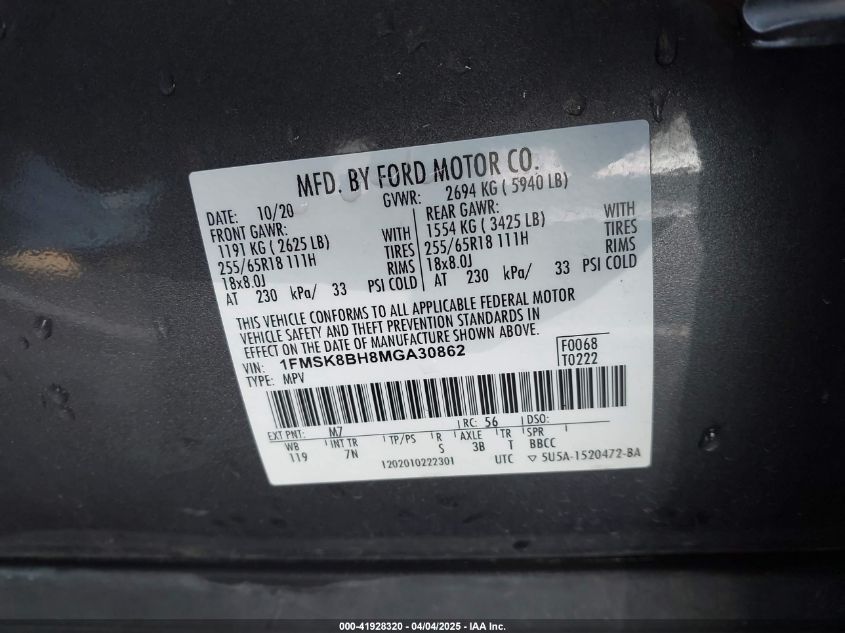 MFD. BY FORD MOTOR CO.
DATE: 10/20 GVWR: 2694 KG ( 5940 LB)
FRONT GAWR: REAR GAWR:
1191 KG ( 2625 LB) WITH 1554 KG ( 3425 LB) WITH
255/65R18 111H TIRES 255/65R18 111H TIRES
18x8.0J RIMS 18x8.0J RIMS
AT 230 kPa/ 33 PSI COLD AT 230 kPa/ 33 PSI COLD
THIS VEHICLE CONFORMS TO ALL APPLICABLE FEDERAL MOTOR
VEHICLE SAFETY AND THEFT PREVENTION STANDARDS IN
EFFECT ON THE DATE OF MANUFACTURE SHOWN ABOVE.
VIN: 1FMSK8BH8MGA30862 F0068
TYPE: MPV T0222
EXT PNT: M7 RC: 56 DSO:
WB INT TR TP/PS R AXLE TR SPR
119 7N S 3B T BBCC
1202010222301 UTC ▽ 5U5A-1520472-BA
000-41928320 - 04/04/2025 - IAA Inc.